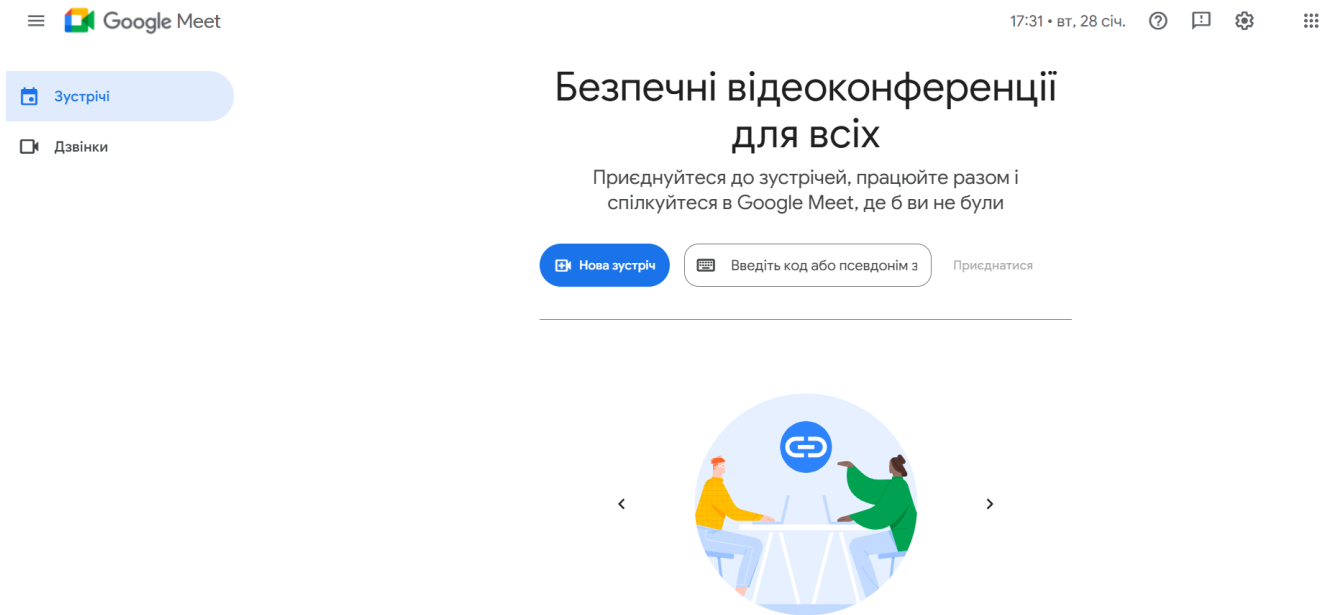 Google Meet
17:31 • вт, 28 січ.
Зустрічі
Дзвінки
Безпечні відеоконференції
для всіх
Приєднуйтеся до зустрічей, працюйте разом і
спілкуйтеся в Google Meet, де б ви не були
Нова зустріч
Введіть код або псевдонім з
Приєднатися